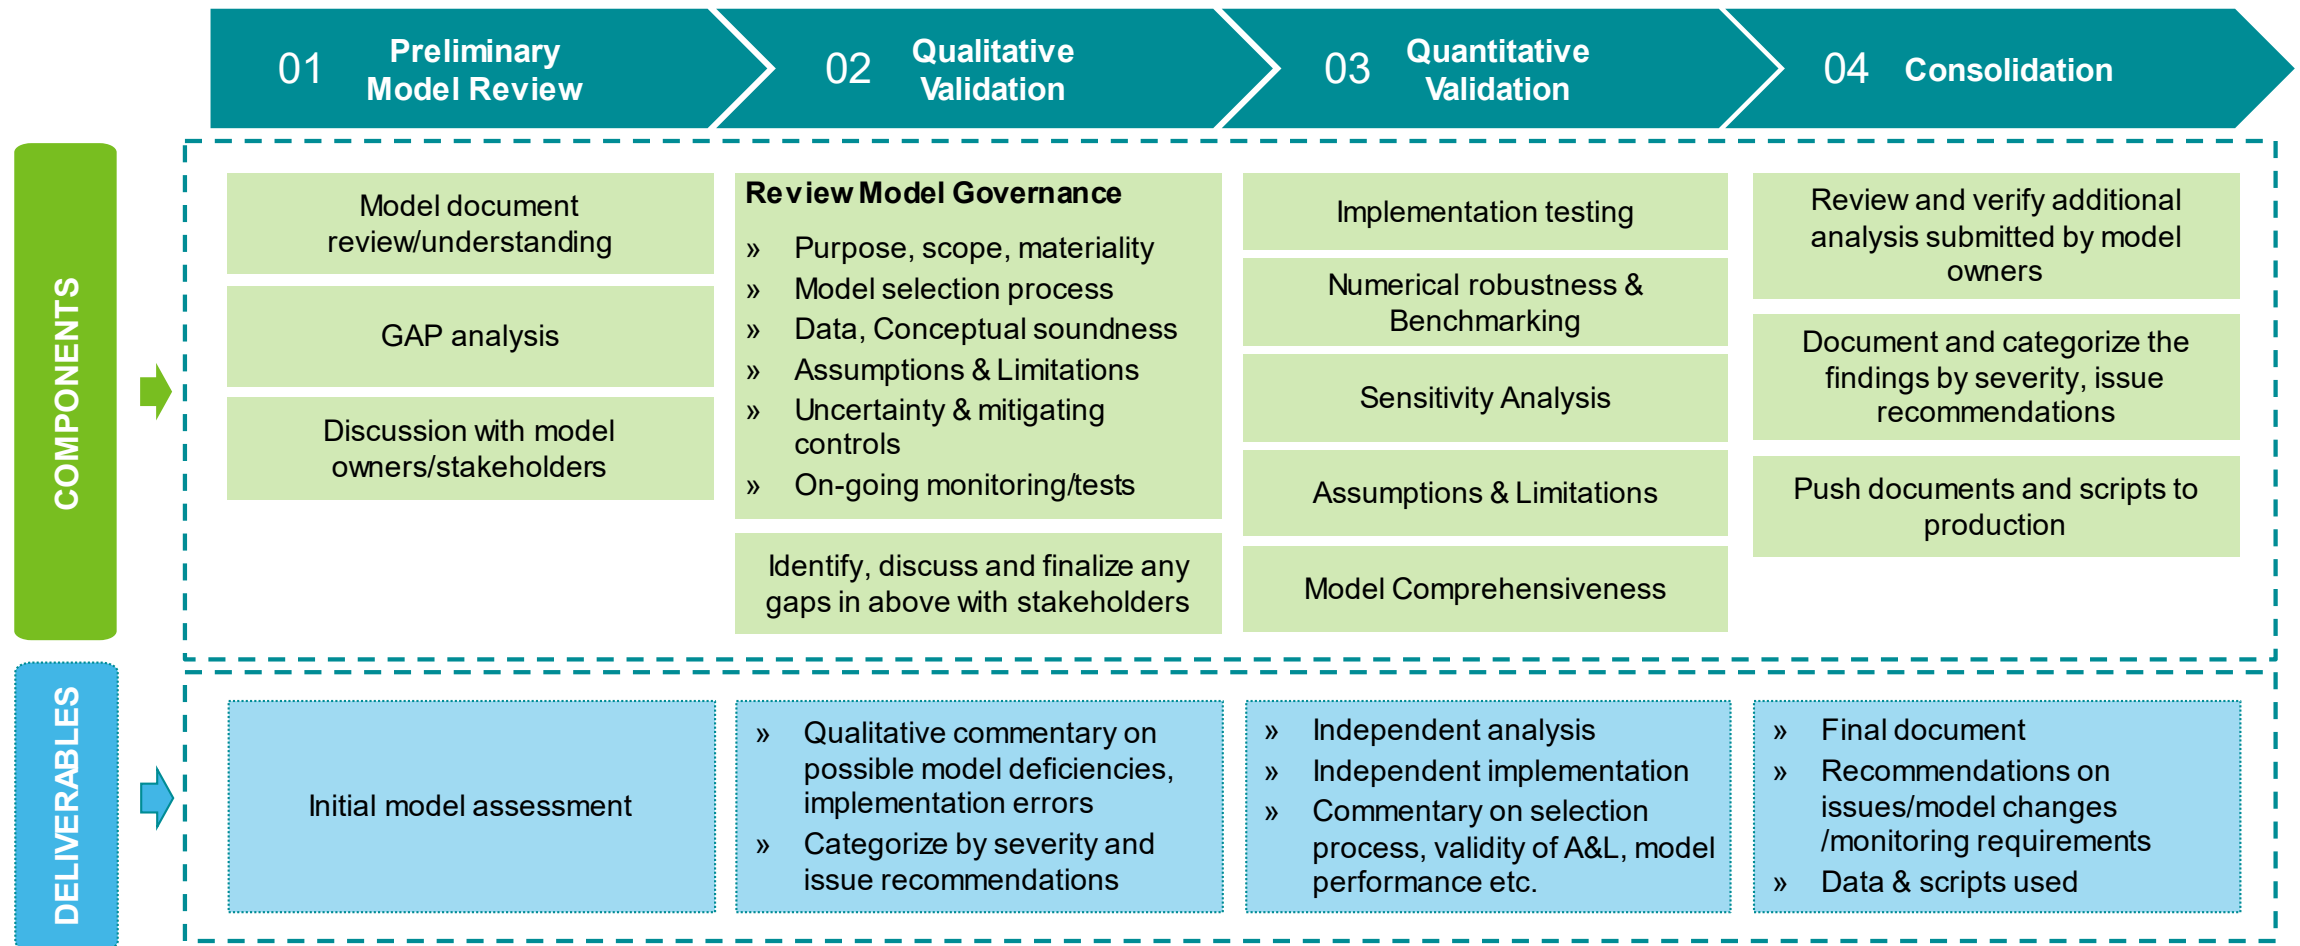 01
Preliminary
Model Review
02
Qualitative
Validation
03
Quantitative
Validation
04
Consolidation
COMPONENTS
Model document
review/understanding
GAP analysis
Discussion with model
owners/stakeholders
Review Model Governance
» Purpose, scope, materiality
» Model selection process
» Data, Conceptual soundness
» Assumptions & Limitations
» Uncertainty & mitigating
controls
» On-going monitoring/tests
Identify, discuss and finalize any
gaps in above with stakeholders
Implementation testing
Numerical robustness &
Benchmarking
Sensitivity Analysis
Assumptions & Limitations
Model Comprehensiveness
Review and verify additional
analysis submitted by model
owners
Document and categorize the
findings by severity, issue
recommendations
Push documents and scripts to
production
DELIVERABLES
Initial model assessment
» Qualitative commentary on
possible model deficiencies,
implementation errors
» Categorize by severity and
issue recommendations
» Independent analysis
» Independent implementation
» Commentary on selection
process, validity of A&L, model
performance etc.
» Final document
» Recommendations on
issues/model changes
/monitoring requirements
» Data & scripts used